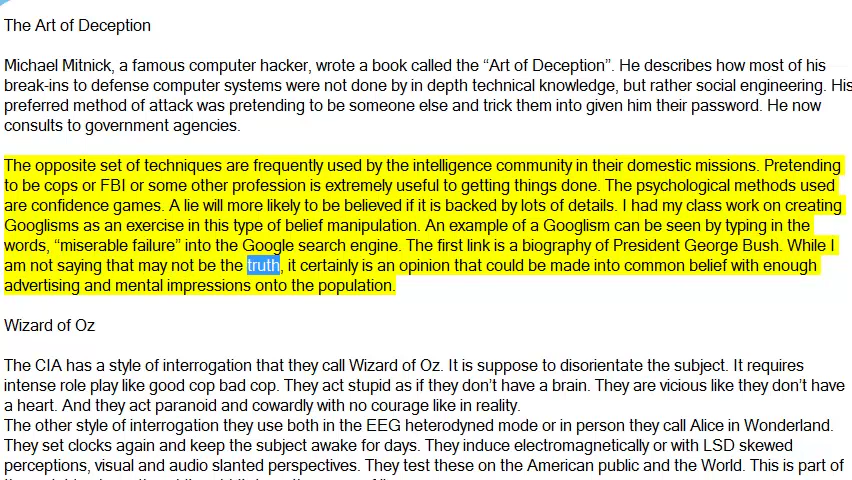 The Art of Deception
Michael Mitnick, a famous computer hacker, wrote a book called the “Art of Deception”. He describes how most of his
break-ins to defense computer systems were not done by in depth technical knowledge, but rather social engineering. His
preferred method of attack was pretending to be someone else and trick them into given him their password. He now
consults to government agencies.
The opposite set of techniques are frequently used by the intelligence community in their domestic missions. Pretending
to be cops or FBI or some other profession is extremely useful to getting things done. The psychological methods used
are confidence games. A lie will more likely to be believed if it is backed by lots of details. I had my class work on creating
Googlisms as an exercise in this type of belief manipulation. An example of a Googlism can be seen by typing in the
words, “miserable failure” into the Google search engine. The first link is a biography of President George Bush. While I
am not saying that may not be the truth, it certainly is an opinion that could be made into common belief with enough
advertising and mental impressions onto the population.
Wizard of Oz
The CIA has a style of interrogation that they call Wizard of Oz. It is suppose to disorientate the subject. It requires
intense role play like good cop bad cop. They act stupid as if they don’t have a brain. They are vicious like they don’t have
a heart. And they act paranoid and cowardly with no courage like in reality.
The other style of interrogation they use both in the EEG heterodyned mode or in person they call Alice in Wonderland.
They set clocks again and keep the subject awake for days. They induce electromagnetically or with LSD skewed
perceptions, visual and audio slanted perspectives. They test these on the American public and the World. This is part of